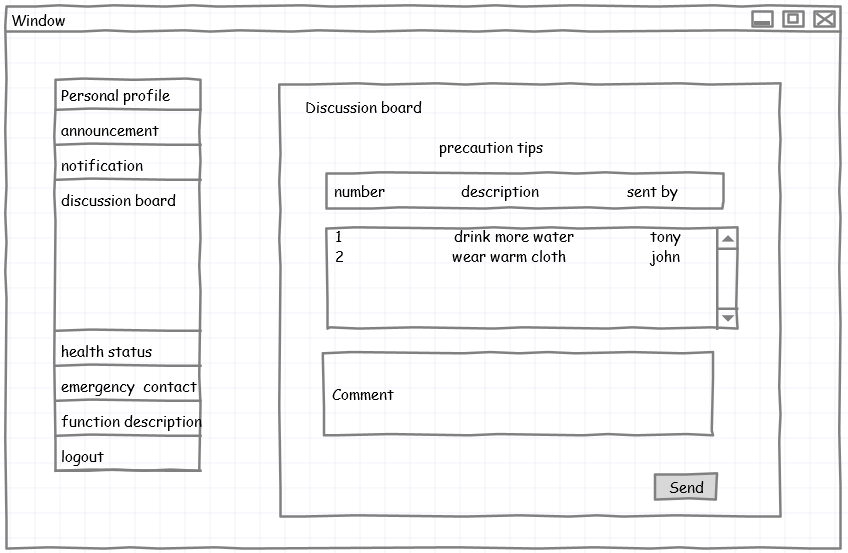 Window
Personal profile
announcement
notification
discussion board
health status
emergency contact
function description
logout
Discussion board
precaution tips
number description sent by
1 drink more water tony
2 wear warm cloth john
Comment
Send